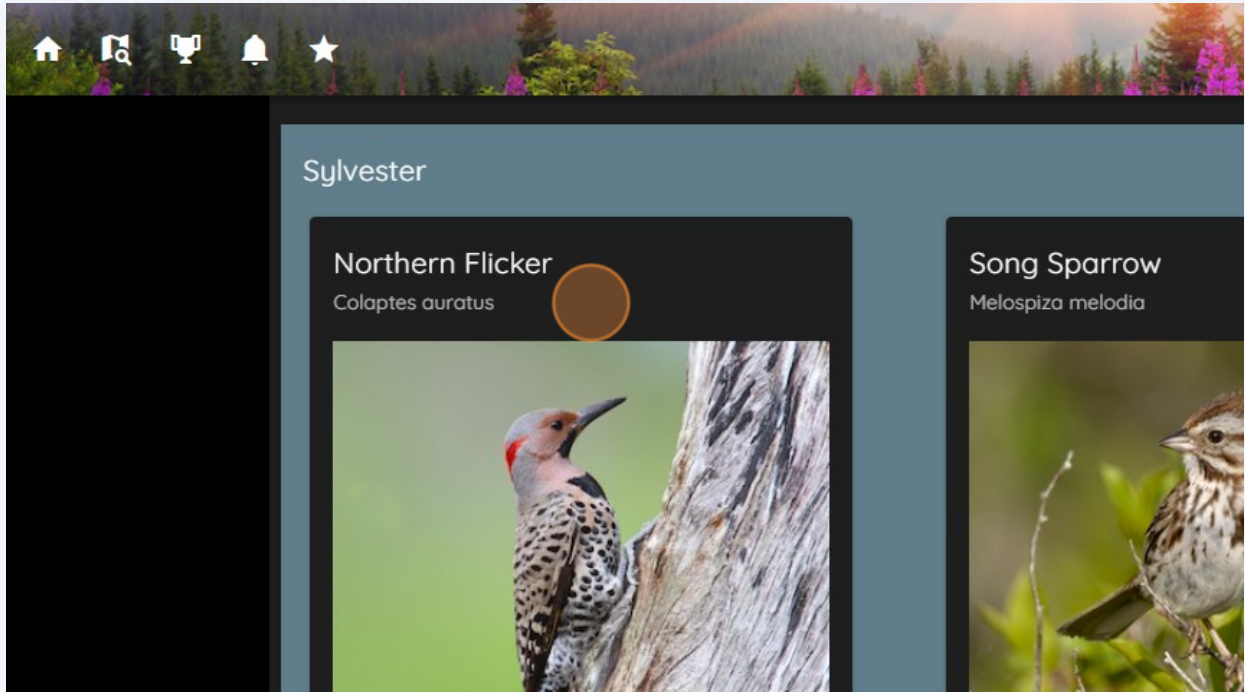 Sylvester
Northern Flicker
Colaptes auratus
Song Sparrow
Melospiza melodia